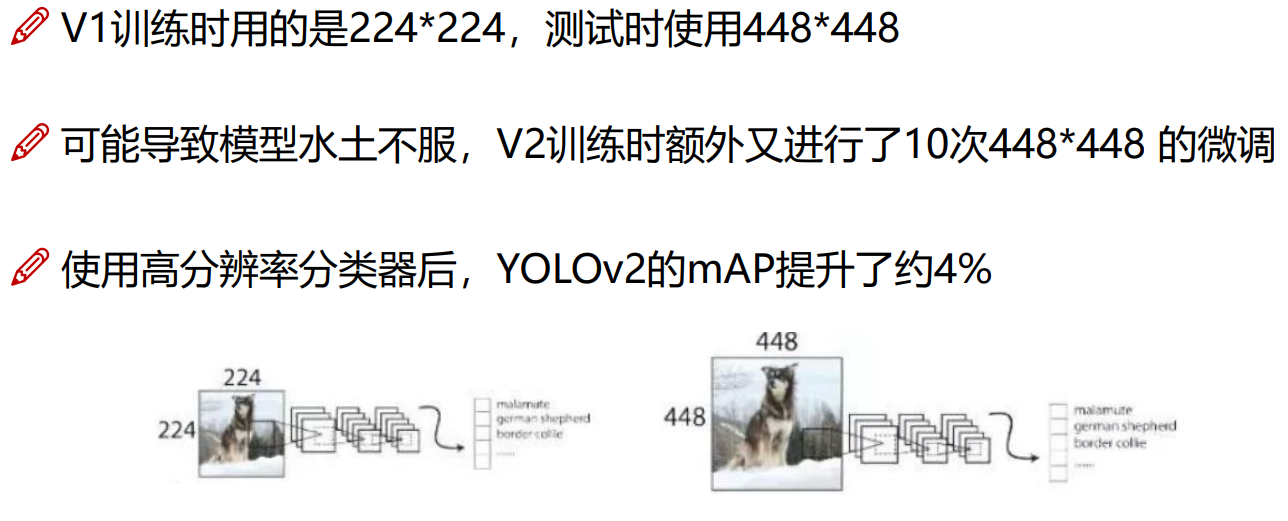 V1训练时用的是224*224，测试时使用448*448
可能导致模型水土不服，V2训练时额外又进行了10次448*448 的微调
使用高分辨率分类器后，YOLOv2的mAP提升了约4%
224
224
malamute
german shepherd
border collie
......
448
448
malamute
german shepherd
border collie
......